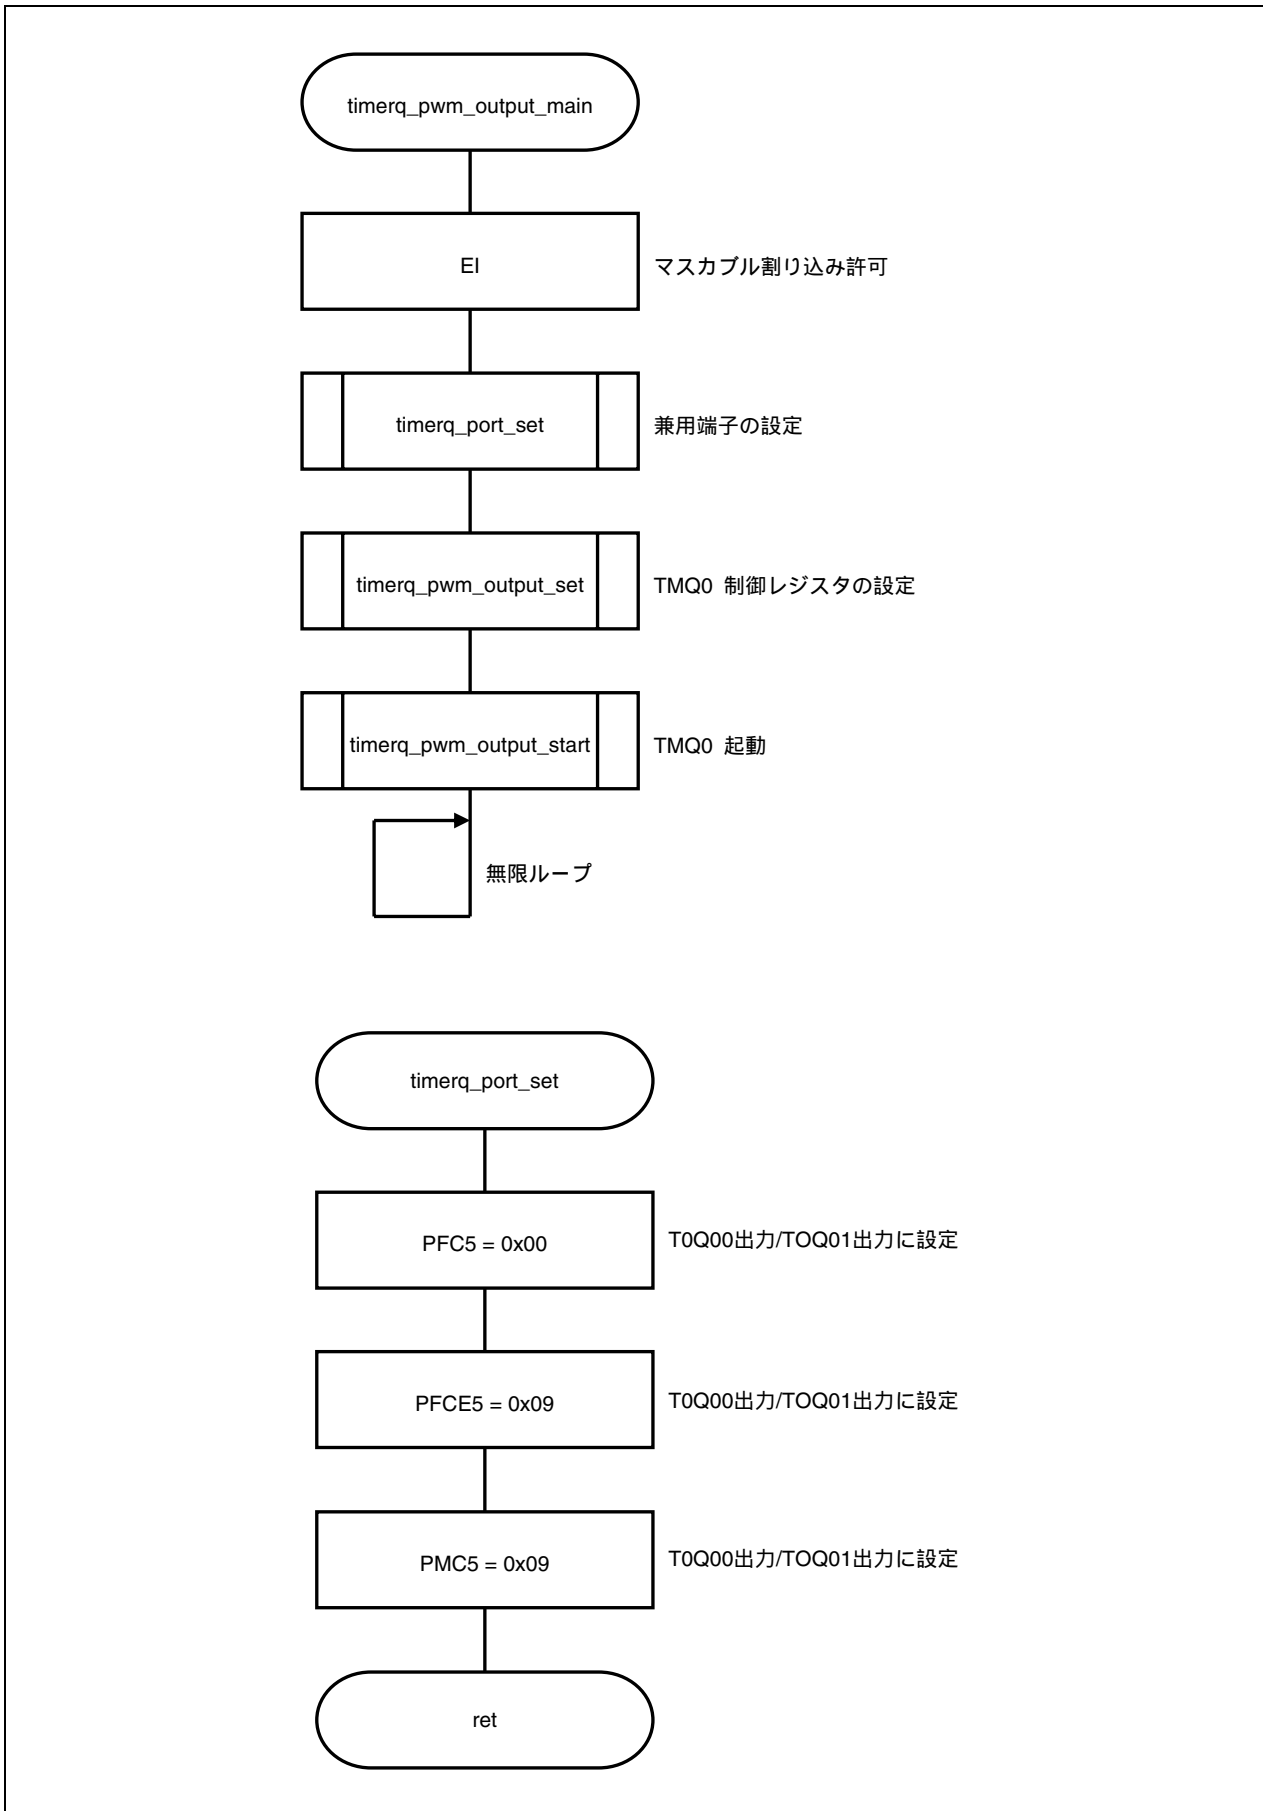 timerq_pwm_output_main
EI マスカブル割り込み許可
timerq_port_set 兼用端子の設定
timerq_pwm_output_set TMQ0 制御レジスタの設定
timerq_pwm_output_start TMQ0 起動
無限ループ
timerq_port_set
PFC5 = 0x00 T0Q00出力/TOQ01出力に設定
PFCE5 = 0x09 T0Q00出力/TOQ01出力に設定
PMC5 = 0x09 T0Q00出力/TOQ01出力に設定
ret